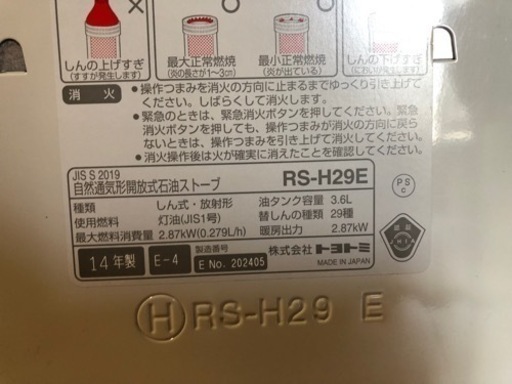 しんの上げすぎ
(すすが発生します)
最大正常燃焼
(炎の長さが1〜3cm)
最小正常燃焼
(炎が出ている)
しんの下げすぎ
(においが発生します)
消火
●操作つまみを消火の方向に止まるまでゆっくり引き上げて
ください。しばらくして消火します。
●緊急のときは、緊急消火ボタンを押してください。緊急
消火ボタンを押しても、操作つまみが消火の方向に戻ら
ないときは、操作つまみを引き上げて消火してください。
●消火操作後は火が確実に消えたことを確認してください。
JIS S 2019
自然通気形開放式石油ストーブ RS-H29E
種類 しん式・放射形 油タンク容量 3.6L
使用燃料 灯油(JIS1号) 替しんの種類 29種
最大燃料消費量 2.87kW(0.279L/h) 暖房出力 2.87kW
14年製 E-4 製造番号 E No. 202405 株式会社トヨトミ
MADE IN JAPAN
PS
C
H RS-H29 E